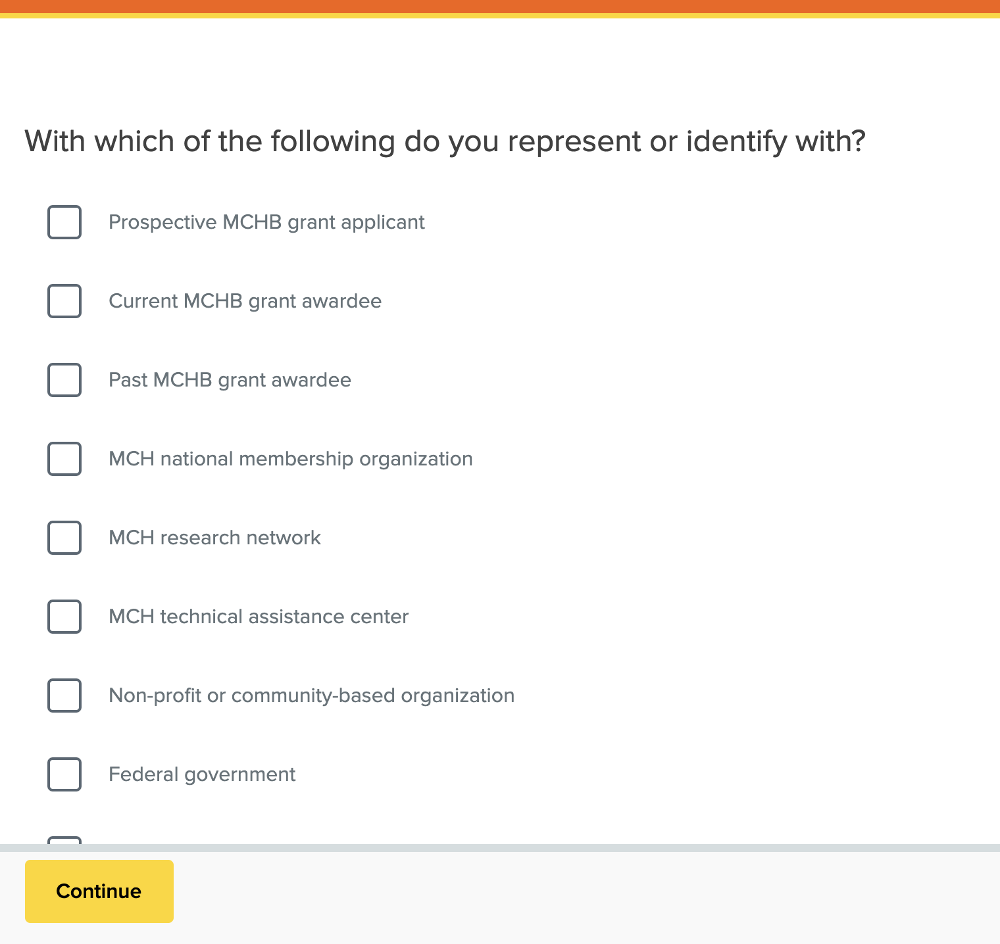 With which of the following do you represent or identify with?
Prospective MCHB grant applicant
Current MCHB grant awardee
Past MCHB grant awardee
MCH national membership organization
MCH research network
MCH technical assistance center
Non-profit or community-based organization
Federal government
Continue